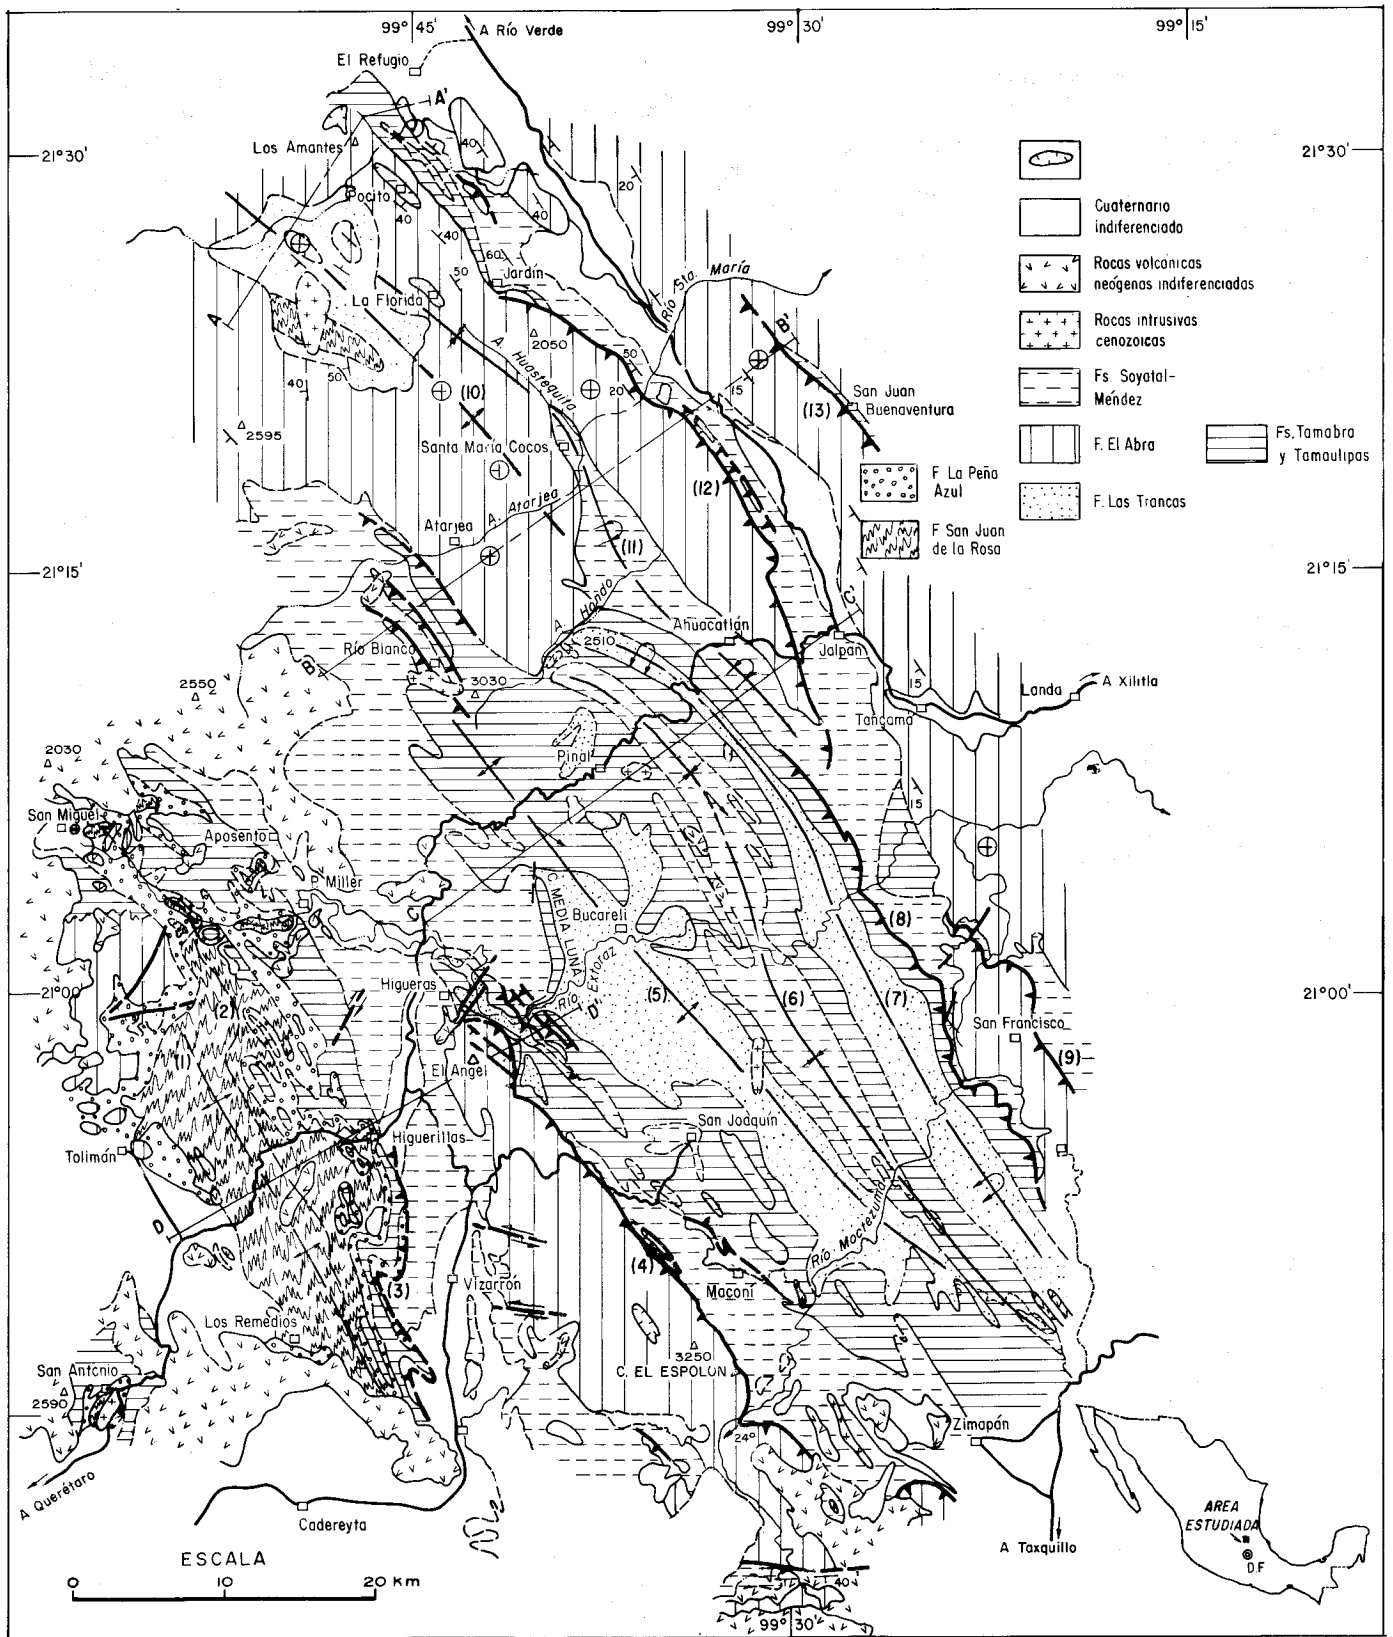 99° 45'
99° 30'
99° 15'
A Río Verde
El Refugio
A'
Los Amantes
40
21°30'
21°30'
20
Pocito
40
40
40
60
50
Jardín
Río Sta. María
La Florida
A
2050
B'
A. Huastequita
50
40
50
(10)
20
15
San Juan
Buenaventura
(13)
2595
Santa María Cocos
(12)
Atarjea
A. Atarjea
(11)
21°15'
21°15'
A. Hondo
C'
Ahuacatlán
2510
Jalpan
Río Blanco
B
15
Landa
A Xilitla
2550
3030
Tancama
2030
Pinal
15
San Miguel
Aposento
P. Miller
C. MEDIA LUNA
Bucareli
(8)
Río Extoraz
Higueras
D'
(5)
(6)
(7)
21°00'
21°00'
(2)
San Francisco
(1)
(9)
El Angel
San Joaquín
Higuerillas
Tolimán
D
Río Moctezuma
(4)
(3)
Vizarrón
Maconí
Los Remedios
3250
C. EL ESPOLON
San Antonio
2590
24°
Zimapán
A Querétaro
Cadereyta
A Taxquillo
AREA
ESTUDIADA
D.F
ESCALA
0 10 20 Km
40
99° 30'
Cuaternario
indiferenciado
Rocas volcánicas
neógenas indiferenciadas
Rocas intrusivas
cenozoicas
Fs. Soyatal-
Méndez
F. El Abra
Fs. Tamabra
y Tamaulipas
F La Peña
Azul
F. Las Trancas
F San Juan
de la Rosa